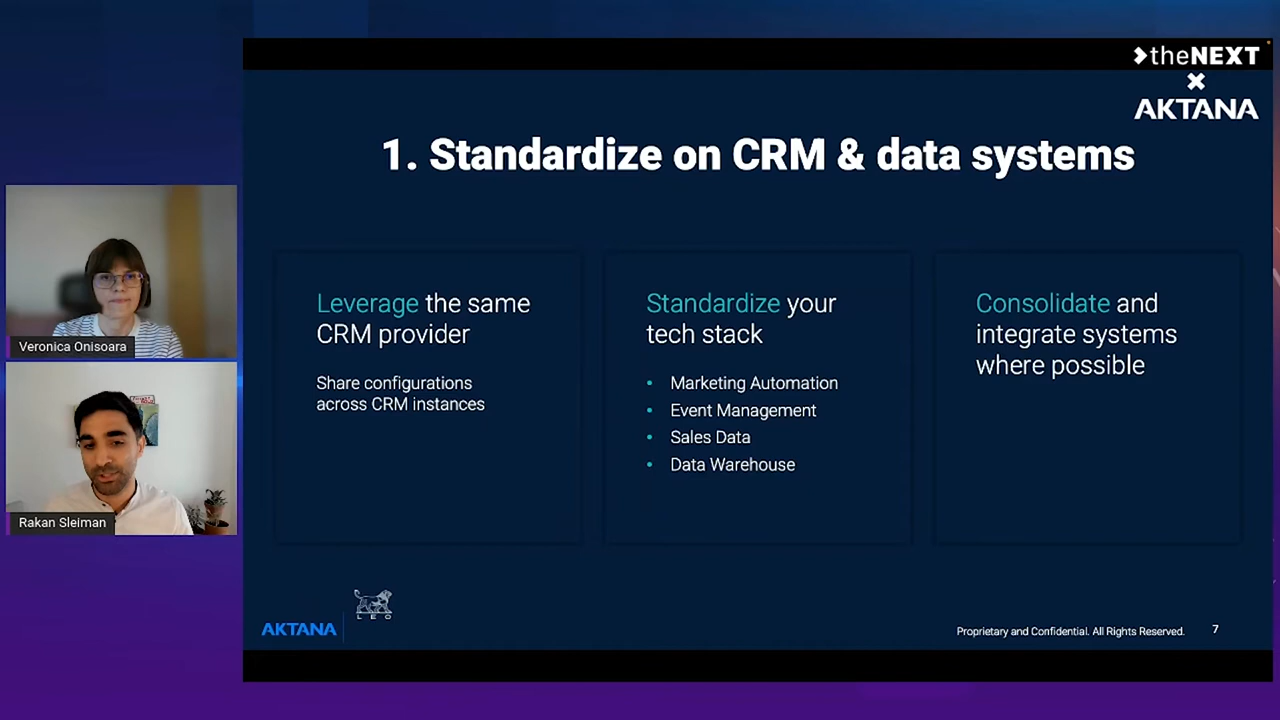 theNEXT
AKTANA
1. Standardize on CRM & data systems
Leverage the same
CRM provider
Share configurations
across CRM instances
Standardize your
tech stack
• Marketing Automation
• Event Management
• Sales Data
• Data Warehouse
Consolidate and
integrate systems
where possible
Veronica Onisoara
Rakan Sleiman
AKTANA
LEO
Proprietary and Confidential. All Rights Reserved. 7